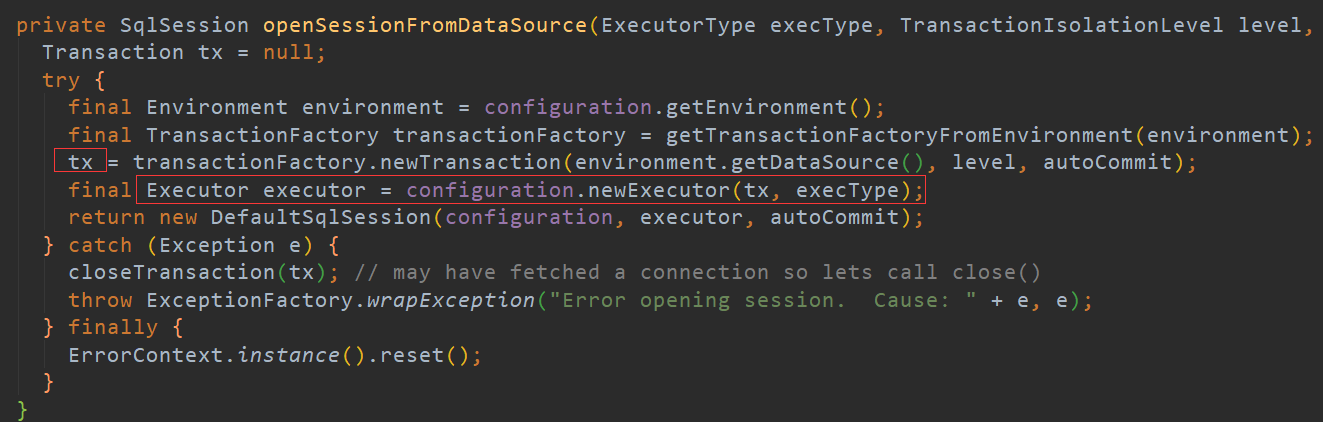 private SqlSession openSessionFromDataSource(ExecutorType execType, TransactionIsolationLevel level,
Transaction tx = null;
try {
final Environment environment = configuration.getEnvironment();
final TransactionFactory transactionFactory = getTransactionFactoryFromEnvironment(environment);
tx = transactionFactory.newTransaction(environment.getDataSource(), level, autoCommit);
final Executor executor = configuration.newExecutor(tx, execType);
return new DefaultSqlSession(configuration, executor, autoCommit);
} catch (Exception e) {
closeTransaction(tx); // may have fetched a connection so lets call close()
throw ExceptionFactory.wrapException("Error opening session.  Cause: " + e, e);
} finally {
ErrorContext.instance().reset();
}
}